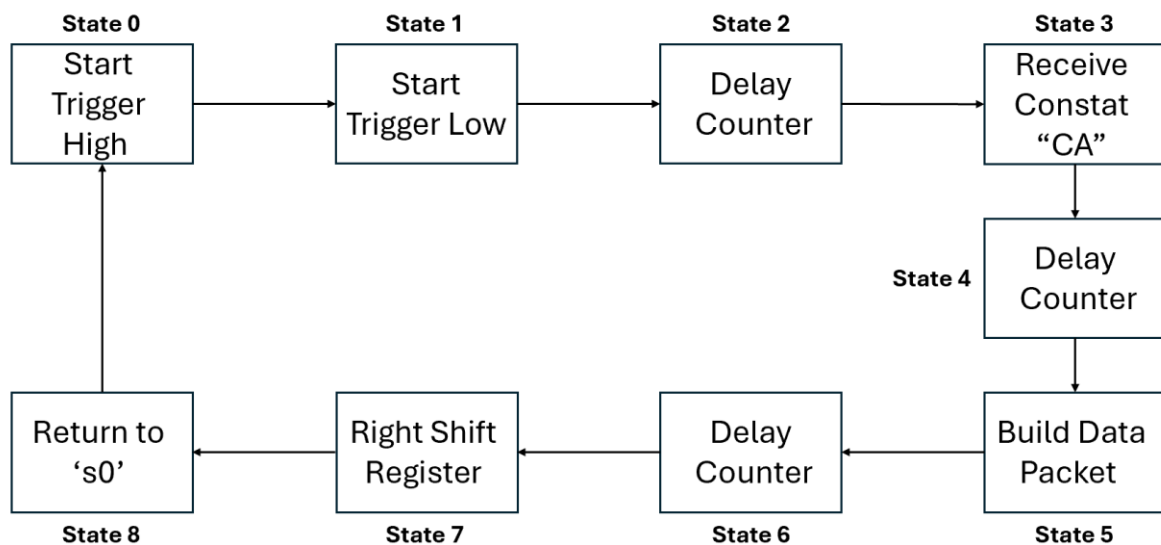 State 0
Start
Trigger
High
State 1
Start
Trigger Low
State 2
Delay
Counter
State 3
Receive
Constat
“CA”
State 4
Delay
Counter
Build Data
Packet
State 5
Delay
Counter
State 6
Right Shift
Register
State 7
Return to
‘s0’
State 8